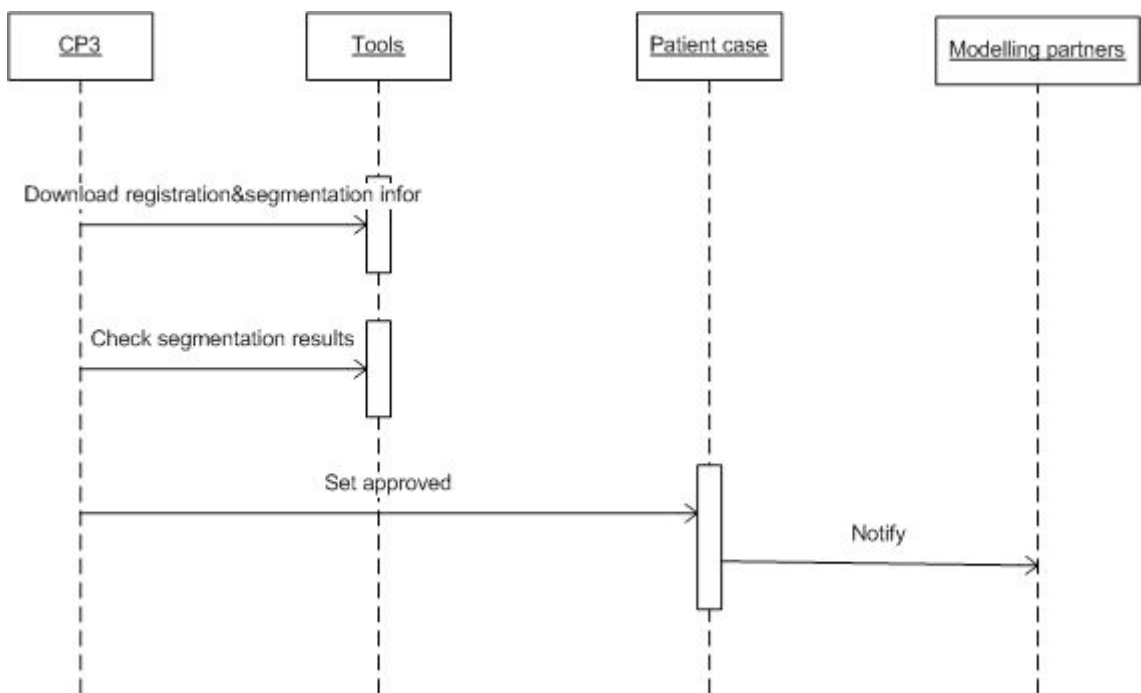 CP3
Tools
Patient case
Modelling partners
Download registration&segmentation infor
Check segmentation results
Set approved
Notify